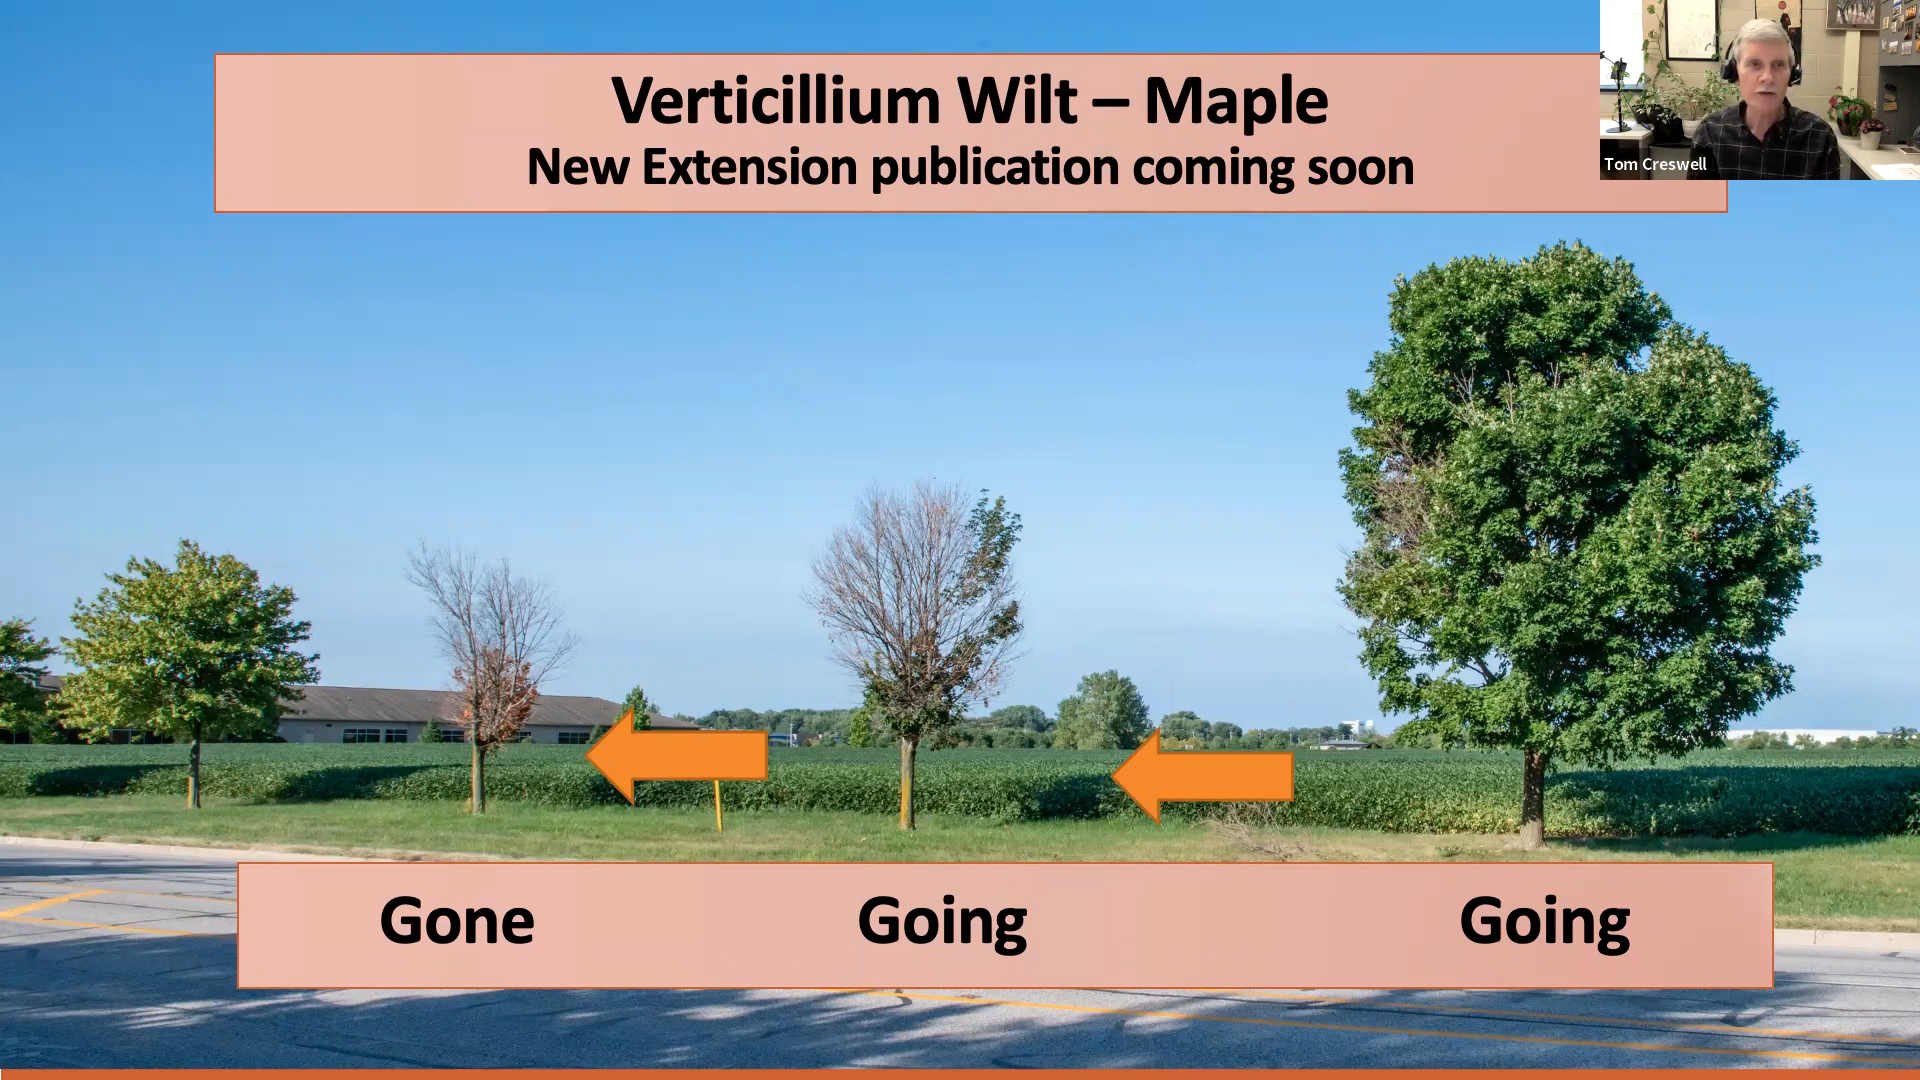 Verticillium Wilt – Maple
New Extension publication coming soon
Tom Creswell
Gone Going Going